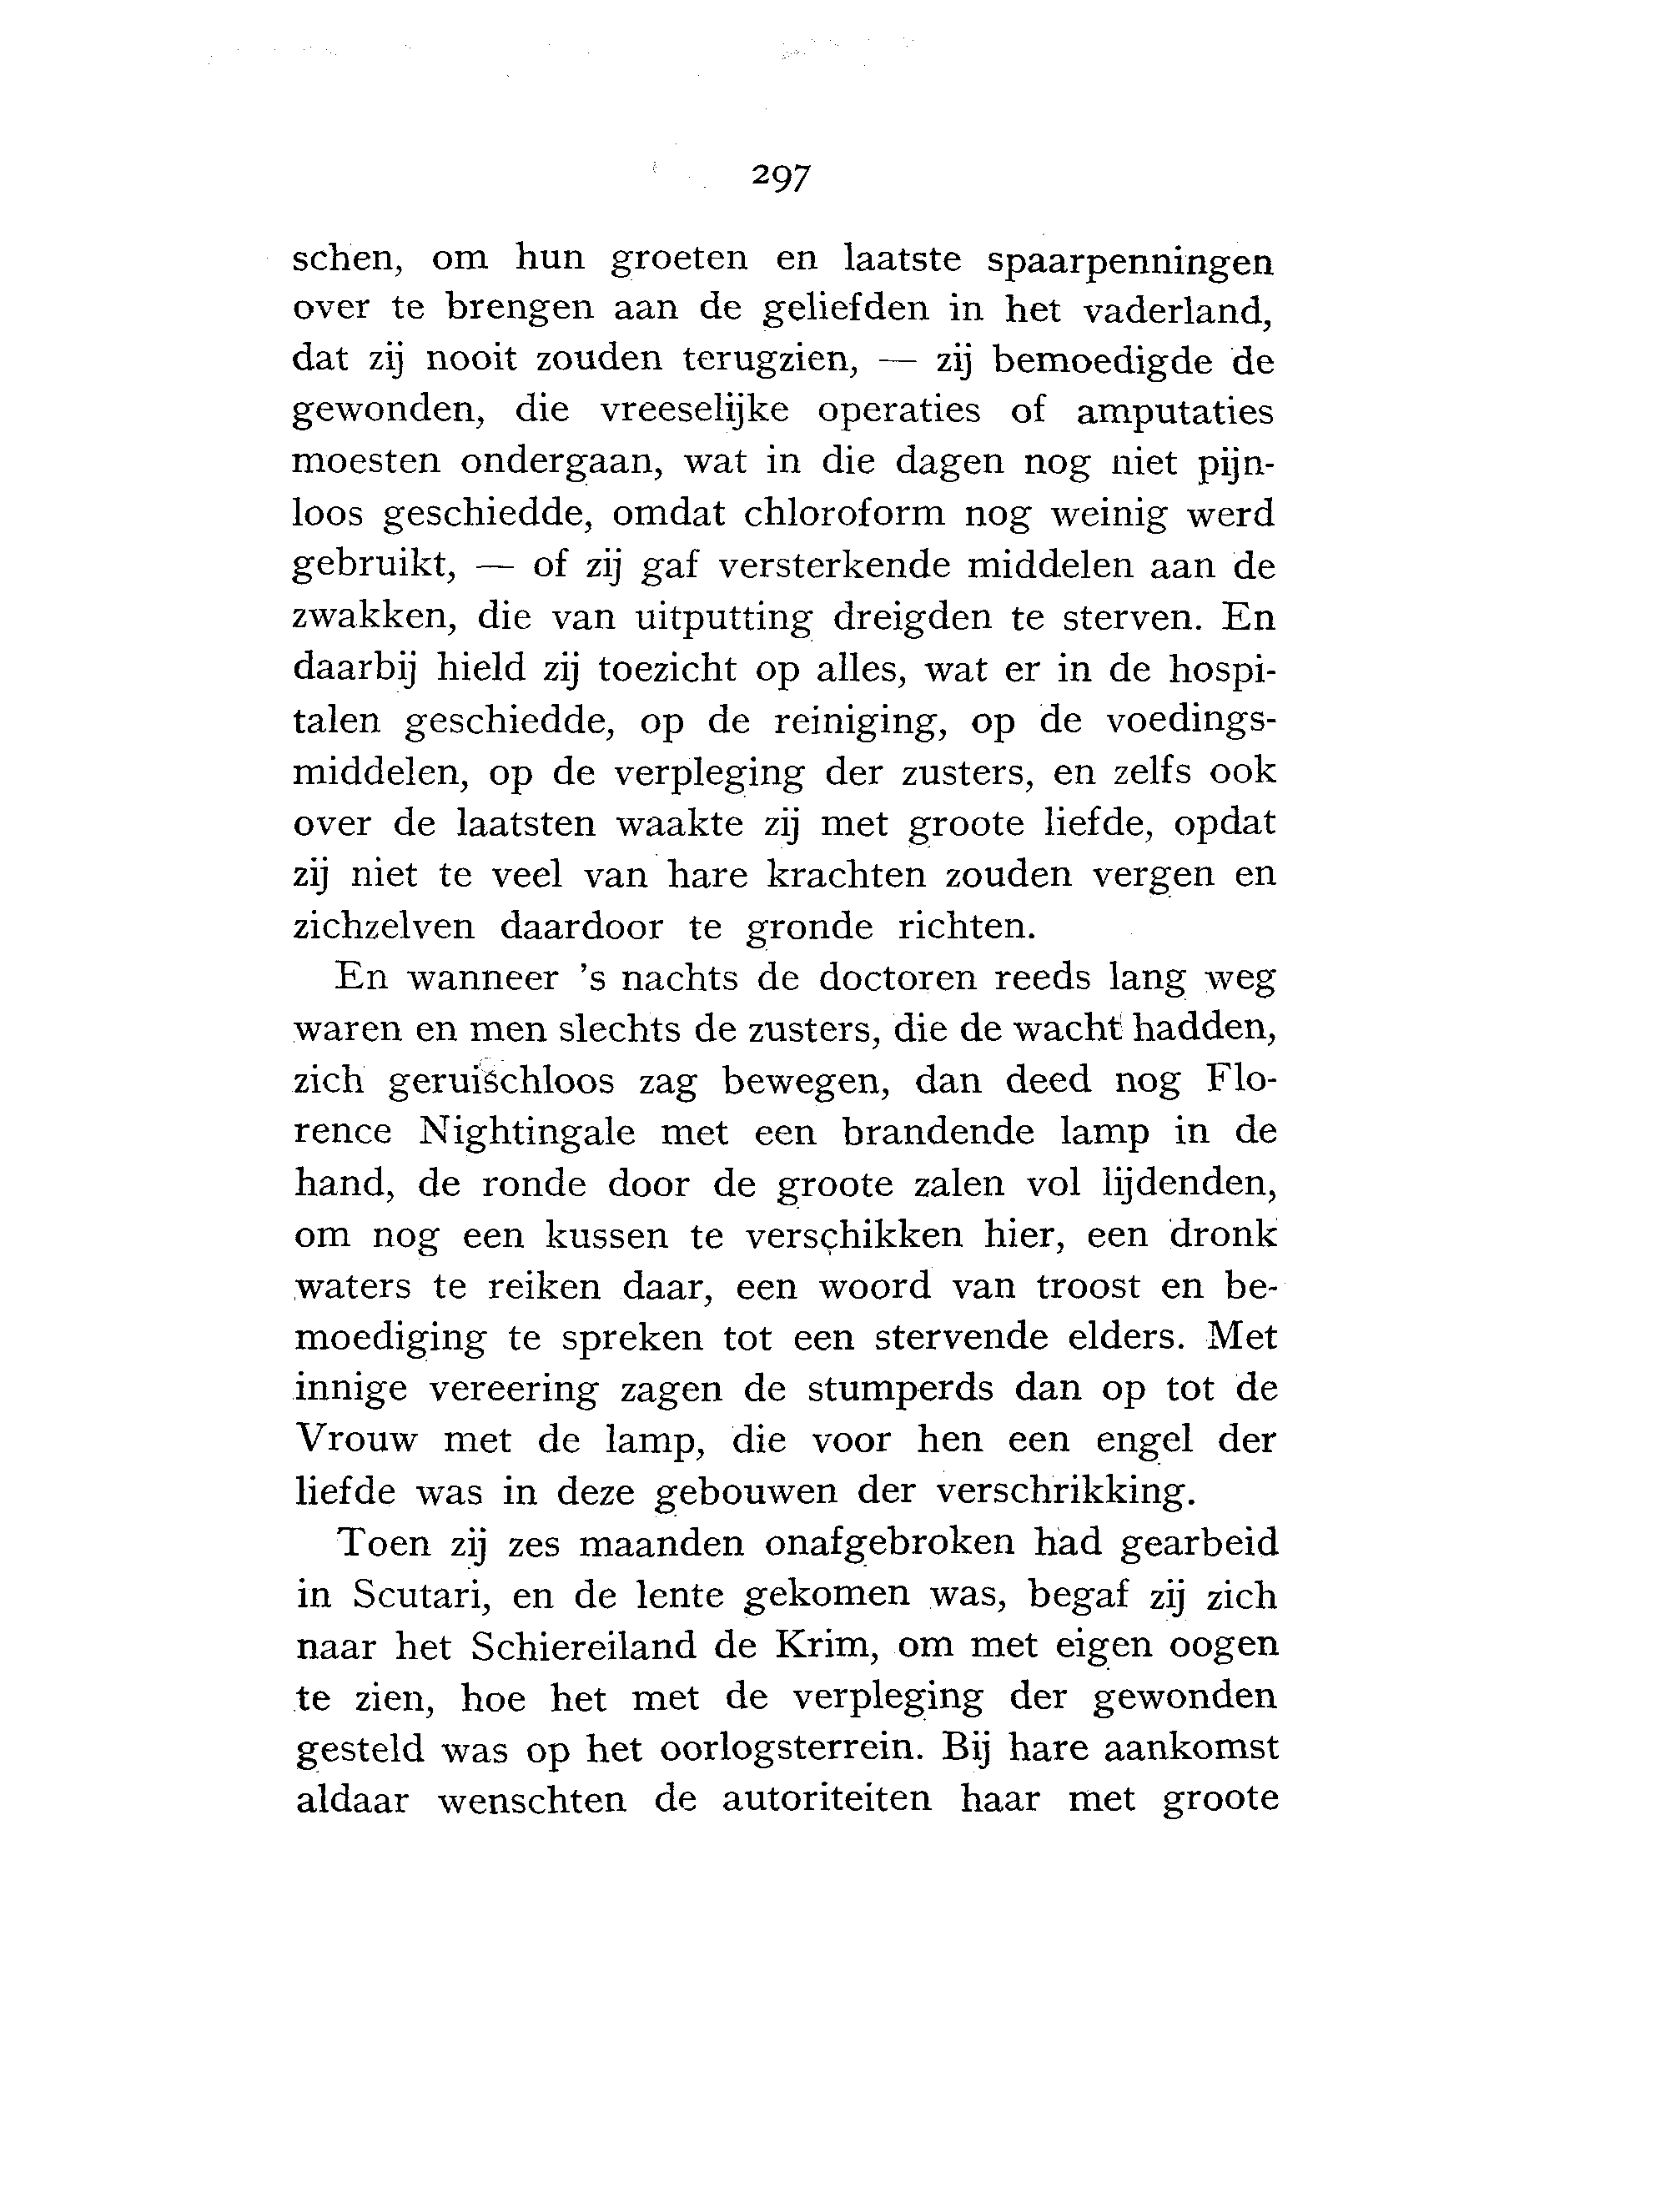 297
schen, om hun groeten en laatste spaarpenningen
over te brengen aan de geliefden in het vaderland,
dat zij nooit zouden terugzien, — zij bemoedigde de
gewonden, die vreeselijke operaties of amputaties
moesten ondergaan, wat in die dagen nog niet pijn-
loos geschiedde, omdat chloroform nog weinig werd
gebruikt, — of zij gaf versterkende middelen aan de
zwakken, die van uitputting dreigden te sterven. En
daarbij hield zij toezicht op alles, wat er in de hospi-
talen geschiedde, op de reiniging, op de voedings-
middelen, op de verpleging der zusters, en zelfs ook
over de laatsten waakte zij met groote liefde, opdat
zij niet te veel van hare krachten zouden vergen en
zichzelven daardoor te gronde richten.
En wanneer 's nachts de doctoren reeds lang weg
waren en men slechts de zusters, die de wacht hadden,
zich geruischloos zag bewegen, dan deed nog Flo-
rence Nightingale met een brandende lamp in de
hand, de ronde door de groote zalen vol lijdenden,
om nog een kussen te verschikken hier, een dronk
waters te reiken daar, een woord van troost en be-
moediging te spreken tot een stervende elders. Met
innige vereering zagen de stumperds dan op tot de
Vrouw met de lamp, die voor hen een engel der
liefde was in deze gebouwen der verschrikking.
Toen zij zes maanden onafgebroken had gearbeid
in Scutari, en de lente gekomen was, begaf zij zich
naar het Schiereiland de Krim, om met eigen oogen
te zien, hoe het met de verpleging der gewonden
gesteld was op het oorlogsterrein. Bij hare aankomst
aldaar wenschten de autoriteiten haar met groote